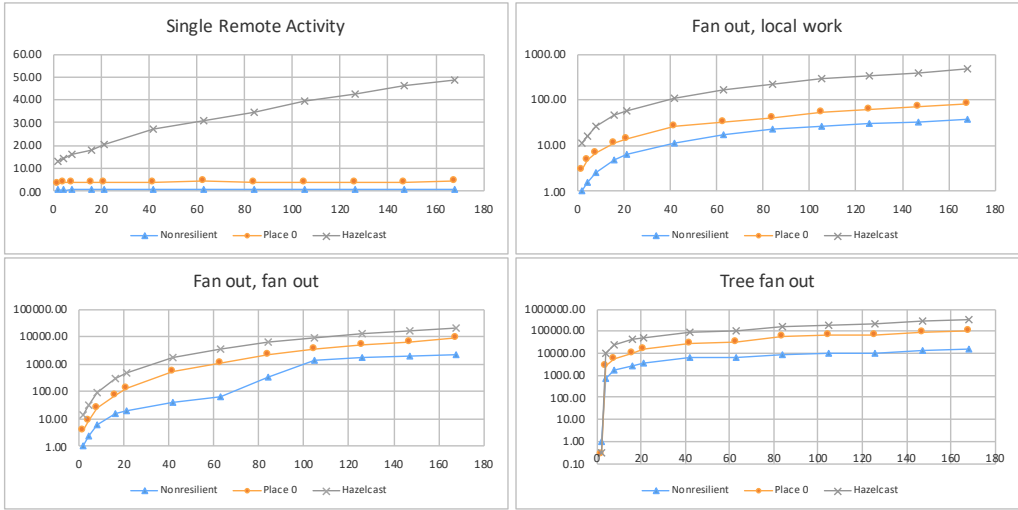 Single Remote Activity
60.00
50.00
40.00
30.00
20.00
10.00
0.00
0 20 40 60 80 100 120 140 160 180
Nonresilient Place 0 Hazelcast
Fan out, local work
1000.00
100.00
10.00
1.00
0 20 40 60 80 100 120 140 160 180
Nonresilient Place 0 Hazelcast
Fan out, fan out
100000.00
10000.00
1000.00
100.00
10.00
1.00
0 20 40 60 80 100 120 140 160 180
Nonresilient Place 0 Hazelcast
Tree fan out
1000000.00
100000.00
10000.00
1000.00
100.00
10.00
1.00
0.10
0 20 40 60 80 100 120 140 160 180
Nonresilient Place 0 Hazelcast